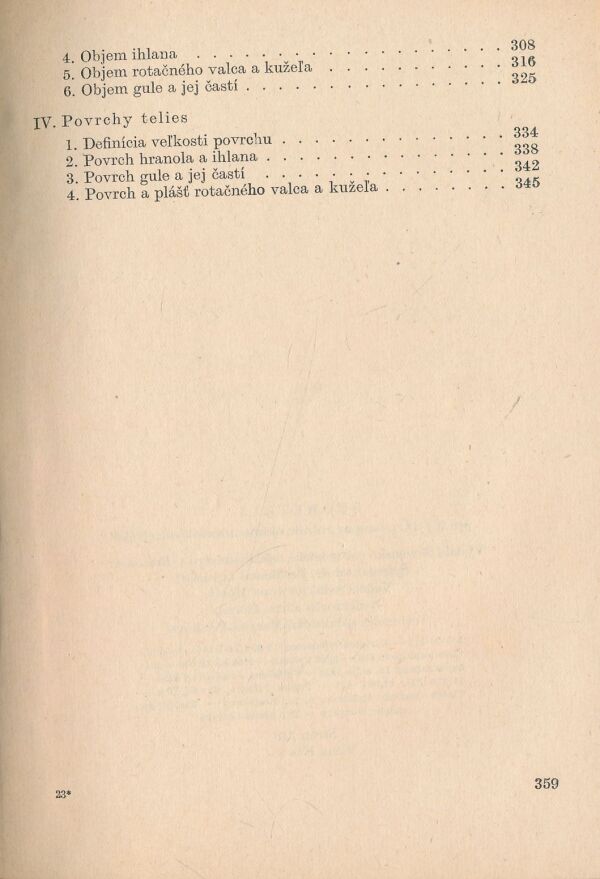 4. Objem ihlana . . . . . . . . . . . . . . . . . . . 308
5. Objem rotačného valca a kužeľa . . . . . . . . . . . 316
6. Objem gule a jej častí . . . . . . . . . . . . . . . . 325
IV. Povrchy telies
1. Definícia veľkosti povrchu . . . . . . . . . . . . . . 334
2. Povrch hranola a ihlana . . . . . . . . . . . . . . . 338
3. Povrch gule a jej častí . . . . . . . . . . . . . . . 342
4. Povrch a plášť rotačného valca a kužeľa . . . . . . . . 345
23*
359